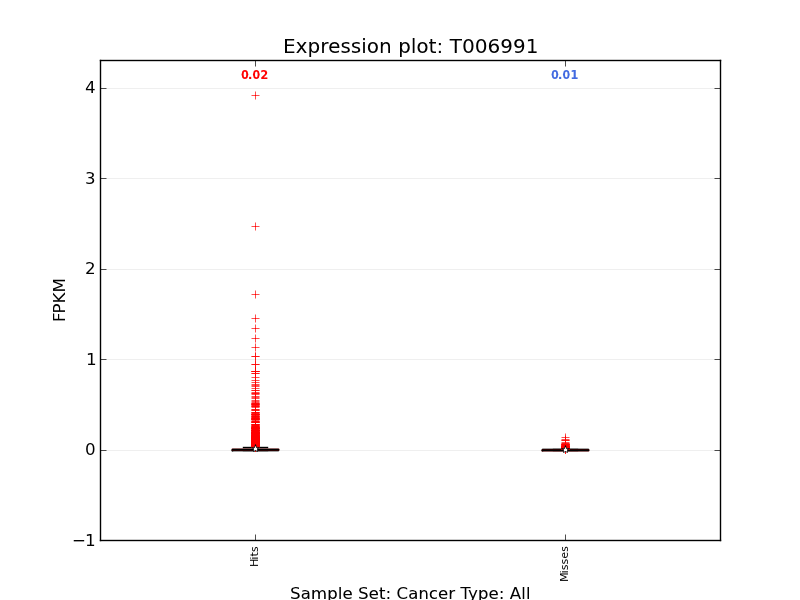 Expression plot: T006991
0.02
0.01
4
3
2
1
0
−1
FPKM
Hits
Misses
Sample Set: Cancer Type: All